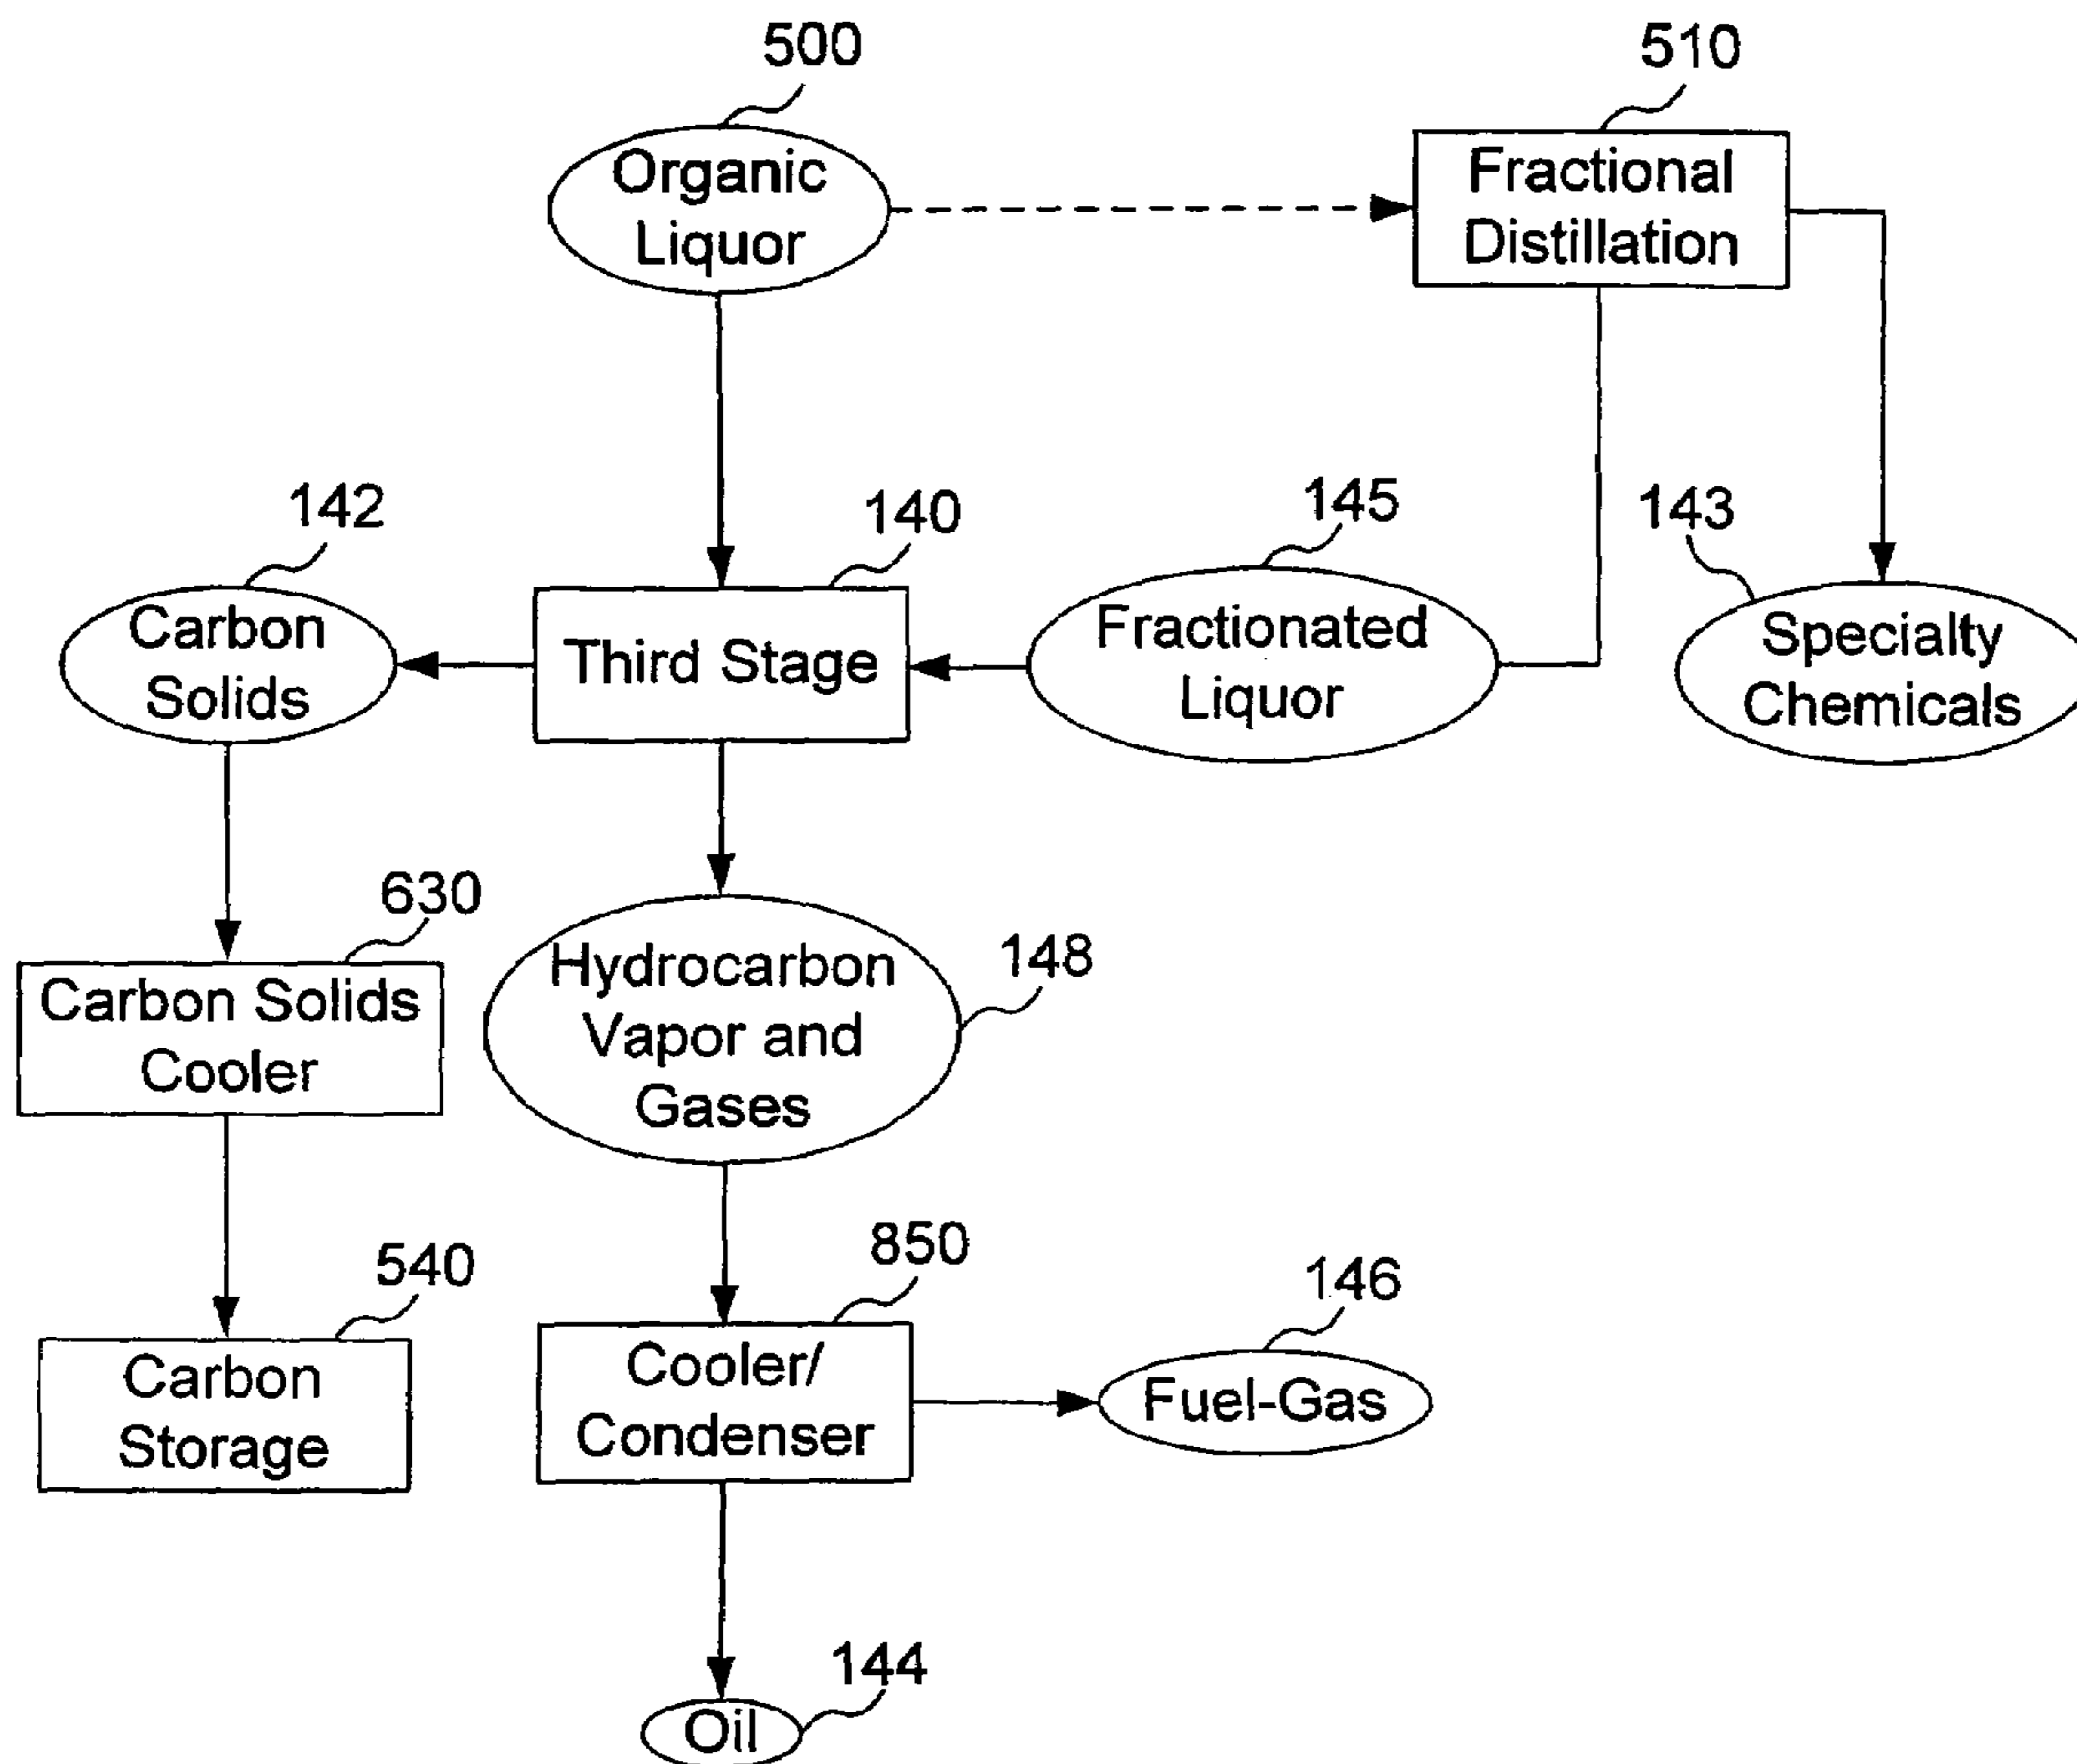 500
510
Organic
Liquor
Fractional
Distillation
142
140
145
143
Carbon
Solids
Third Stage
Fractionated
Liquor
Specialty
Chemicals
630
148
Carbon Solids
Cooler
Hydrocarbon
Vapor and
Gases
540
850
146
Carbon
Storage
Cooler/
Condenser
Fuel-Gas
144
Oil